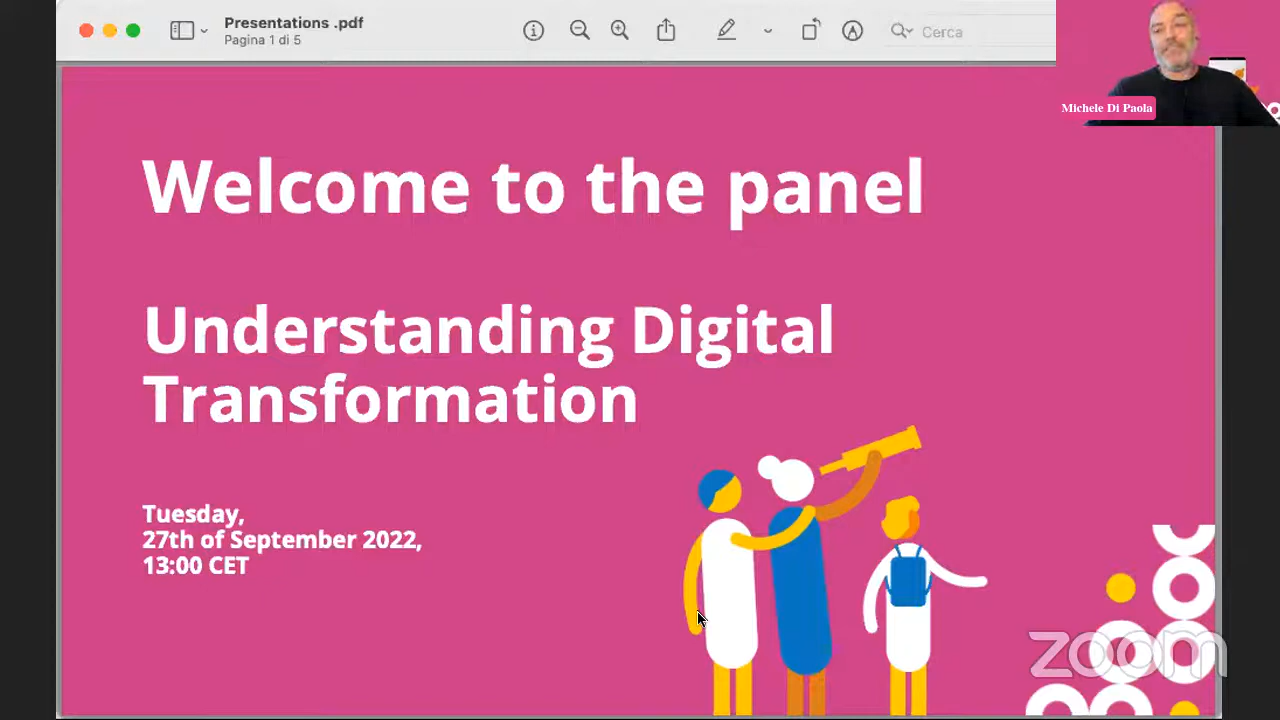 Presentations .pdf
Pagina 1 di 5
Cerca
Michele Di Paola
Welcome to the panel
Understanding Digital
Transformation
Tuesday,
27th of September 2022,
13:00 CET
zoom